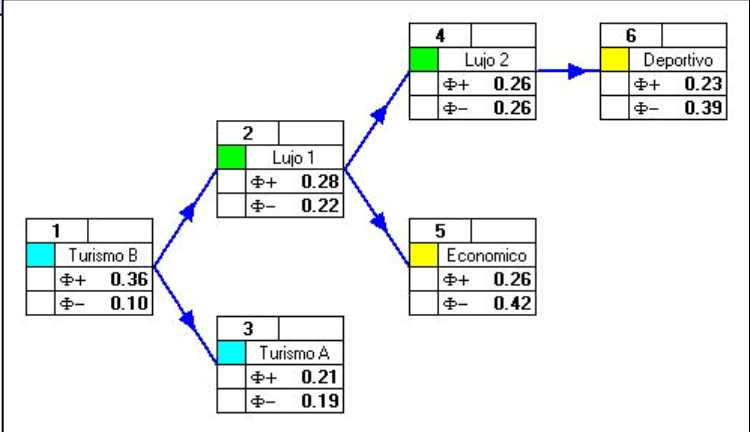 1
Turismo B
Φ+ 0.36
Φ− 0.10
2
Lujo 1
Φ+ 0.28
Φ− 0.22
3
Turismo A
Φ+ 0.21
Φ− 0.19
4
Lujo 2
Φ+ 0.26
Φ− 0.26
5
Economico
Φ+ 0.26
Φ− 0.42
6
Deportivo
Φ+ 0.23
Φ− 0.39